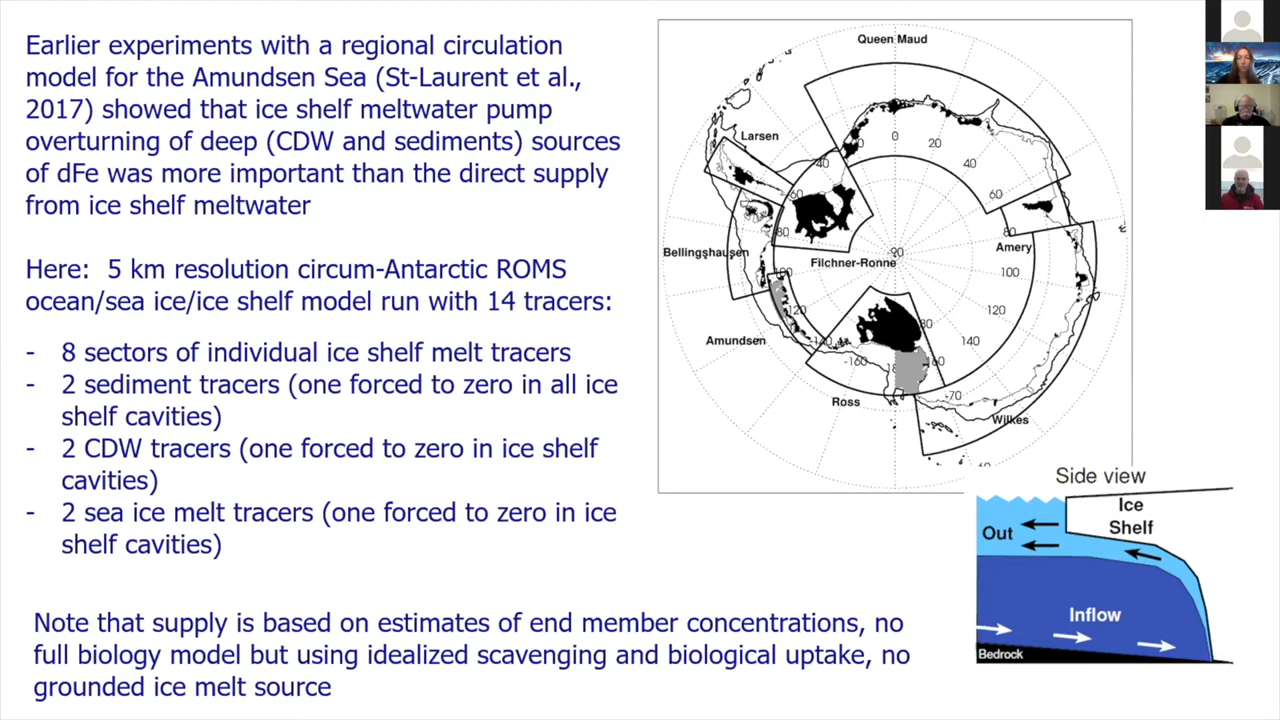 Earlier experiments with a regional circulation
model for the Amundsen Sea (St-Laurent et al.,
2017) showed that ice shelf meltwater pump
overturning of deep (CDW and sediments) sources
of dFe was more important than the direct supply
from ice shelf meltwater
Here:  5 km resolution circum-Antarctic ROMS
ocean/sea ice/ice shelf model run with 14 tracers:
- 8 sectors of individual ice shelf melt tracers
- 2 sediment tracers (one forced to zero in all ice
shelf cavities)
- 2 CDW tracers (one forced to zero in ice shelf
cavities)
- 2 sea ice melt tracers (one forced to zero in ice
shelf cavities)
Note that supply is based on estimates of end member concentrations, no
full biology model but using idealized scavenging and biological uptake, no
grounded ice melt source
Queen Maud
Larsen
0
20
40
40
60
60
80
80
Bellingshausen
Filchner-Ronne
90
Amery
100
100
120
120
Amundsen
140
-140
-160
160
-70
Ross
Wilkes
Side view
Ice
Shelf
Out
Inflow
Bedrock